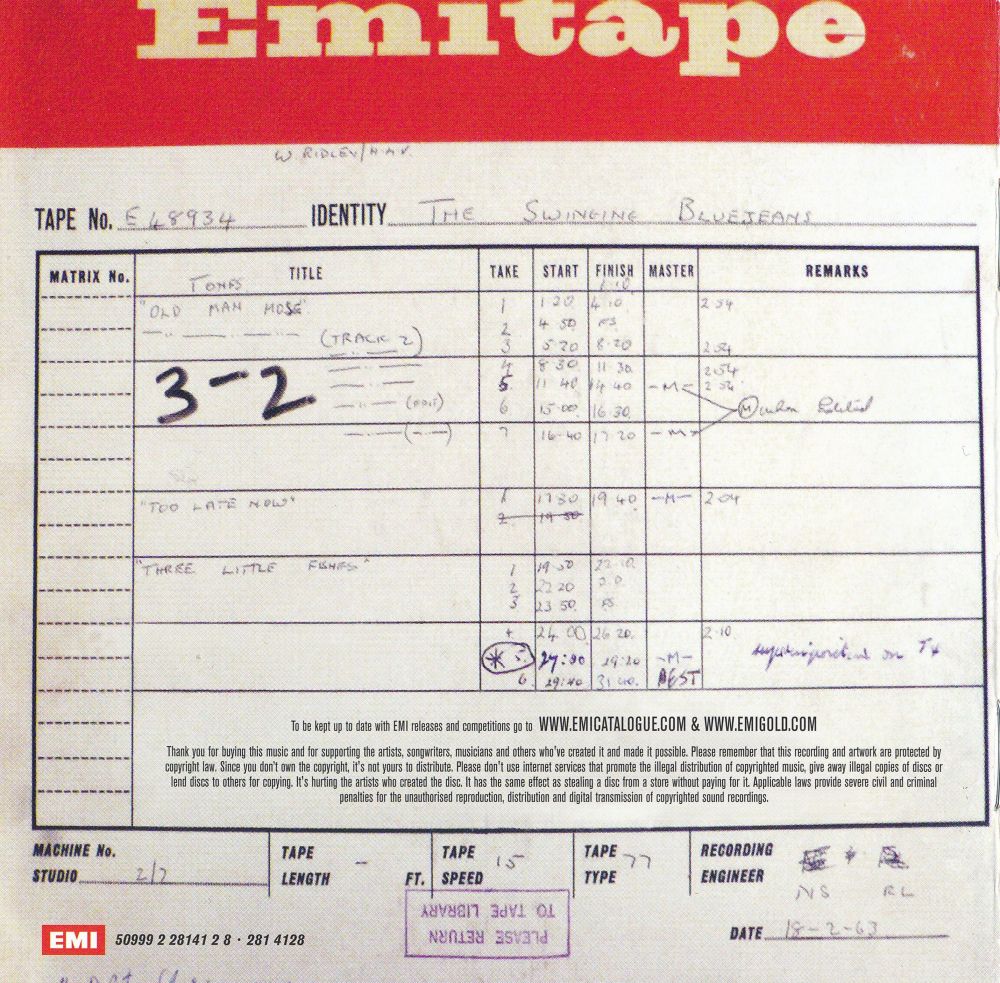 Emitape
W RIDLEY/H.M.V.
TAPE No. E 48934 IDENTITY THE SWINGING BLUEJEANS
MATRIX No. TITLE TAKE START FINISH MASTER REMARKS
TONES 1.10
"OLD MAN MOSE" 1 1.20 4.10 2.54
2 4.50 FS
(TRACK 2) 3 5.20 8.20 2.54
4 8.30 11.30 2.54
3-2 5 11.40 14.40 -M- 2.54
(EDIT) 6 15.00 16.30 (M) when Edited
7 16.40 17.20 -M-
"TOO LATE NOW" 1 17.30 19.40 -M- 2.04
2 19.50
"THREE LITTLE FISHES" 1 19.50 22.10
2 22.20
3 23.50 FS
4 24.00 26.20 2.10
* 5 27:00 29:20 -M- superimposition on T4
6 29:40 31.40 BEST
To be kept up to date with EMI releases and competitions go to WWW.EMICATALOGUE.COM & WWW.EMIGOLD.COM
Thank you for buying this music and for supporting the artists, songwriters, musicians and others who've created it and made it possible. Please remember that this recording and artwork are protected by
copyright law. Since you don't own the copyright, it's not yours to distribute. Please don't use internet services that promote the illegal distribution of copyrighted music, give away illegal copies of discs or
lend discs to others for copying. It's hurting the artists who created the disc. It has the same effect as stealing a disc from a store without paying for it. Applicable laws provide severe civil and criminal
penalties for the unauthorised reproduction, distribution and digital transmission of copyrighted sound recordings.
MACHINE No. TAPE - TAPE 15 TAPE 77 RECORDING
STUDIO 2/2 LENGTH FT. SPEED TYPE ENGINEER
NS RL
PLEASE RETURN
TO TAPE LIBRARY
DATE 18-2-63
EMI 50999 2 28141 2 8 · 281 4128